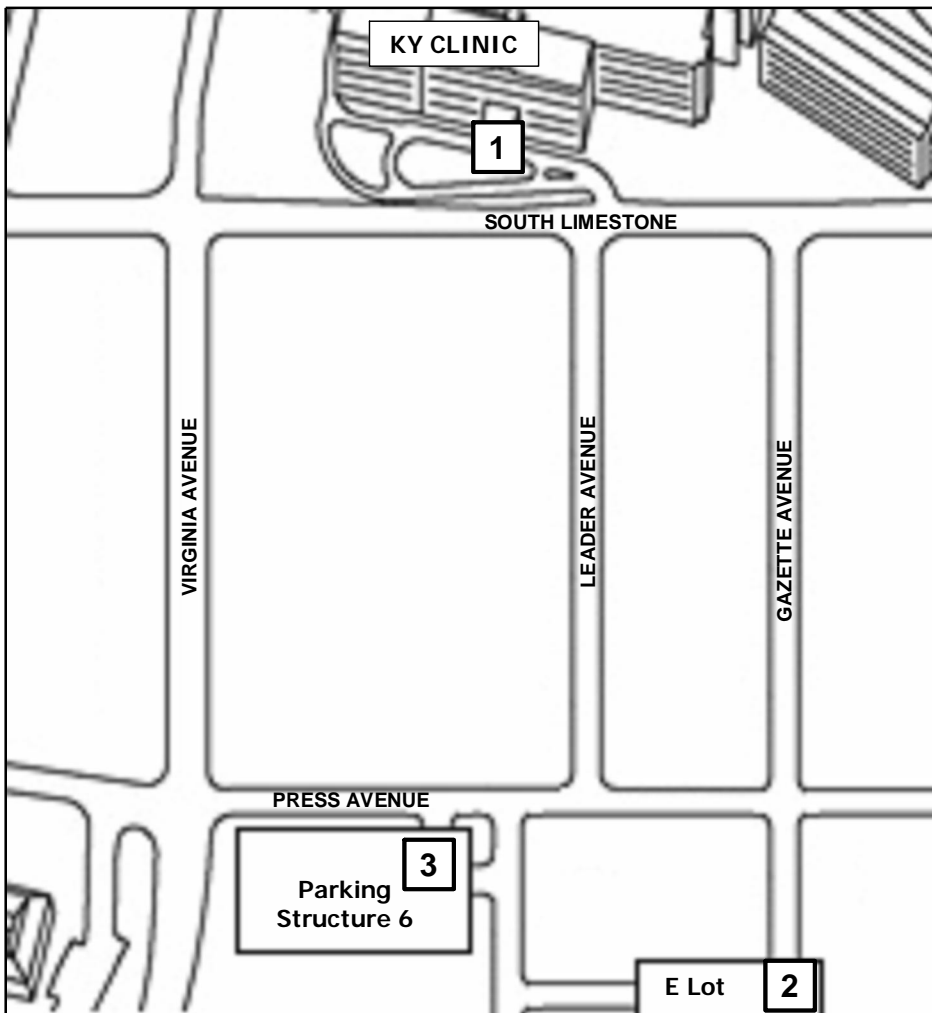 KY CLINIC
1
SOUTH LIMESTONE
VIRGINIA AVENUE
LEADER AVENUE
GAZETTE AVENUE
PRESS AVENUE
3
Parking
Structure 6
E Lot
2